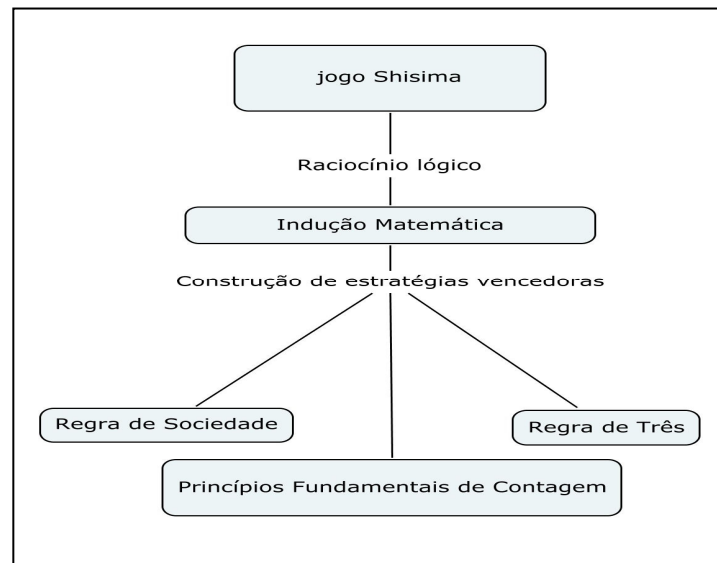 jogo Shisima
Raciocínio lógico
Indução Matemática
Construção de estratégias vencedoras
Regra de Sociedade
Regra de Três
Princípios Fundamentais de Contagem